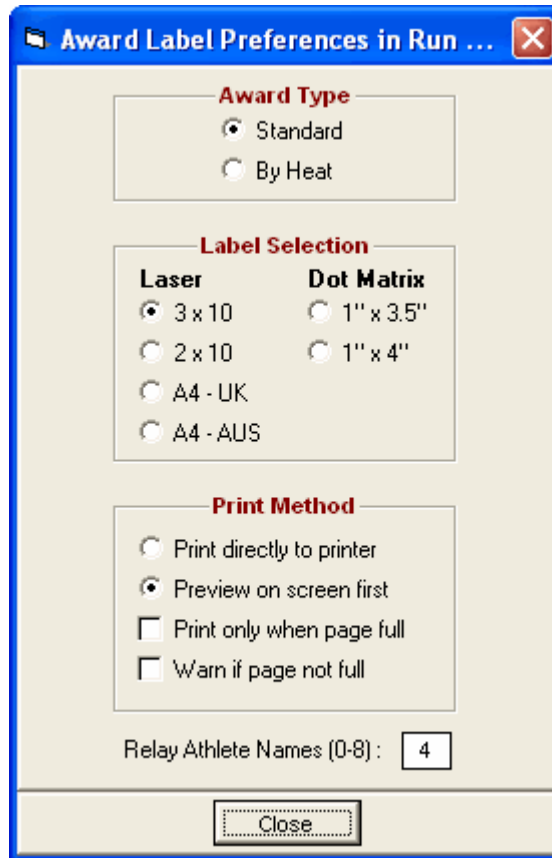 Award Label Preferences in Run ...
Award Type
Standard
By Heat
Label Selection
Laser Dot Matrix
3 x 10 1" x 3.5"
2 x 10 1" x 4"
A4 - UK
A4 - AUS
Print Method
Print directly to printer
Preview on screen first
Print only when page full
Warn if page not full
Relay Athlete Names (0-8) : 4
Close